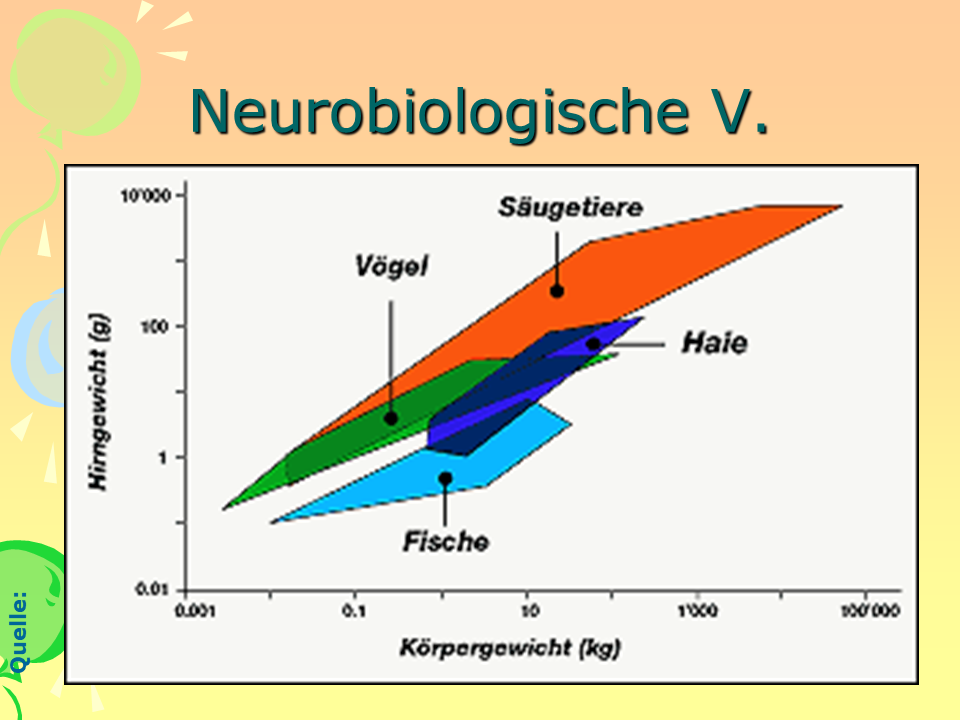 Neurobiologische V.
10'000
100
1
0.01
Hirngewicht (g)
Säugetiere
Vögel
Haie
Fische
0.001
0.1
10
1'000
100'000
Körpergewicht (kg)
Quelle: